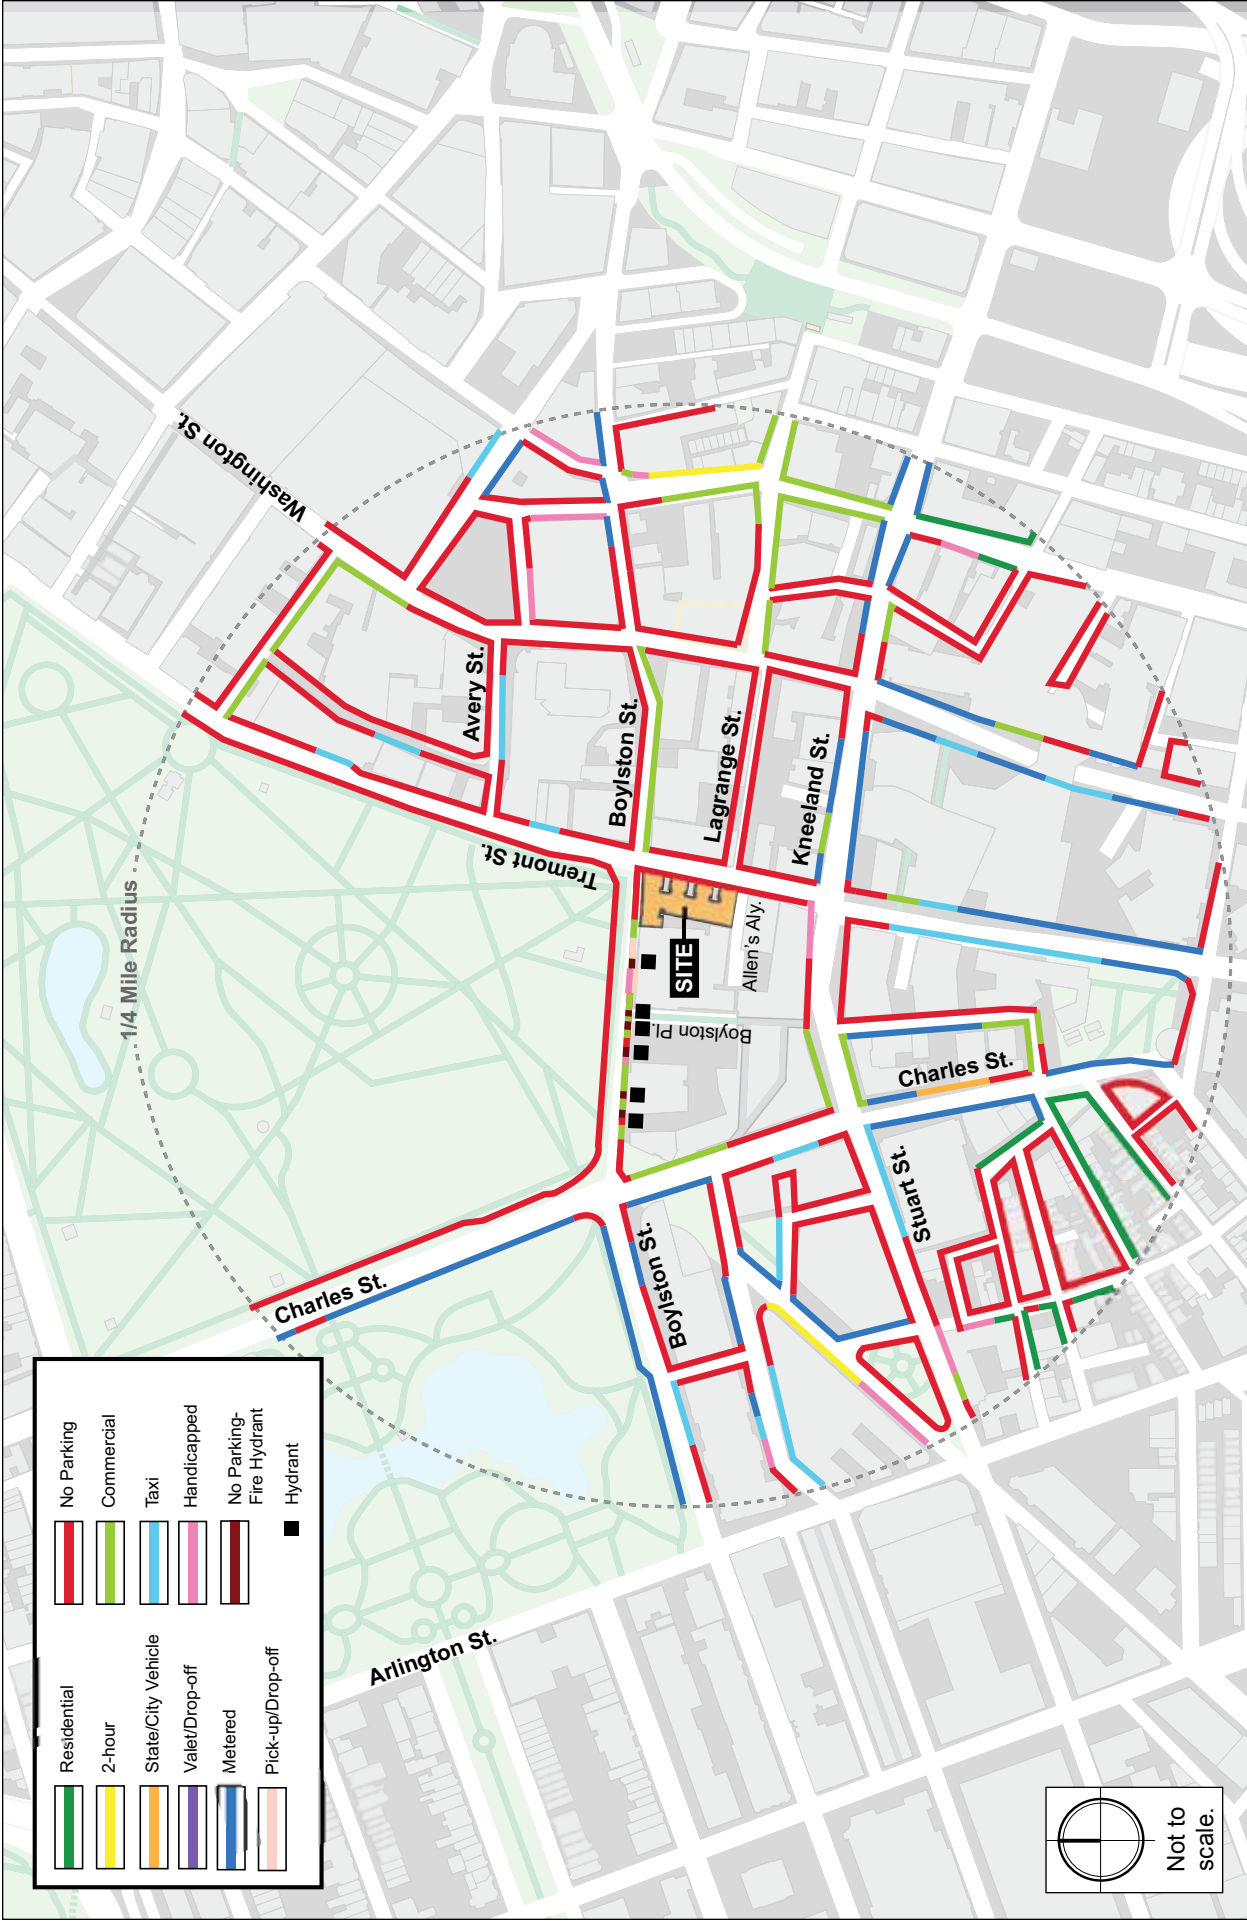 Washington St.
Avery St.
Boylston St.
Lagrange St.
Kneeland St.
Tremont St.
1/4 Mile Radius
SITE
Allen's Aly.
Boylston Pl.
Charles St.
Stuart St.
Charles St.
Boylston St.
Arlington St.
Residential
2-hour
State/City Vehicle
Valet/Drop-off
Metered
Pick-up/Drop-off
No Parking
Commercial
Taxi
Handicapped
No Parking-
Fire Hydrant
Hydrant
Not to
scale.